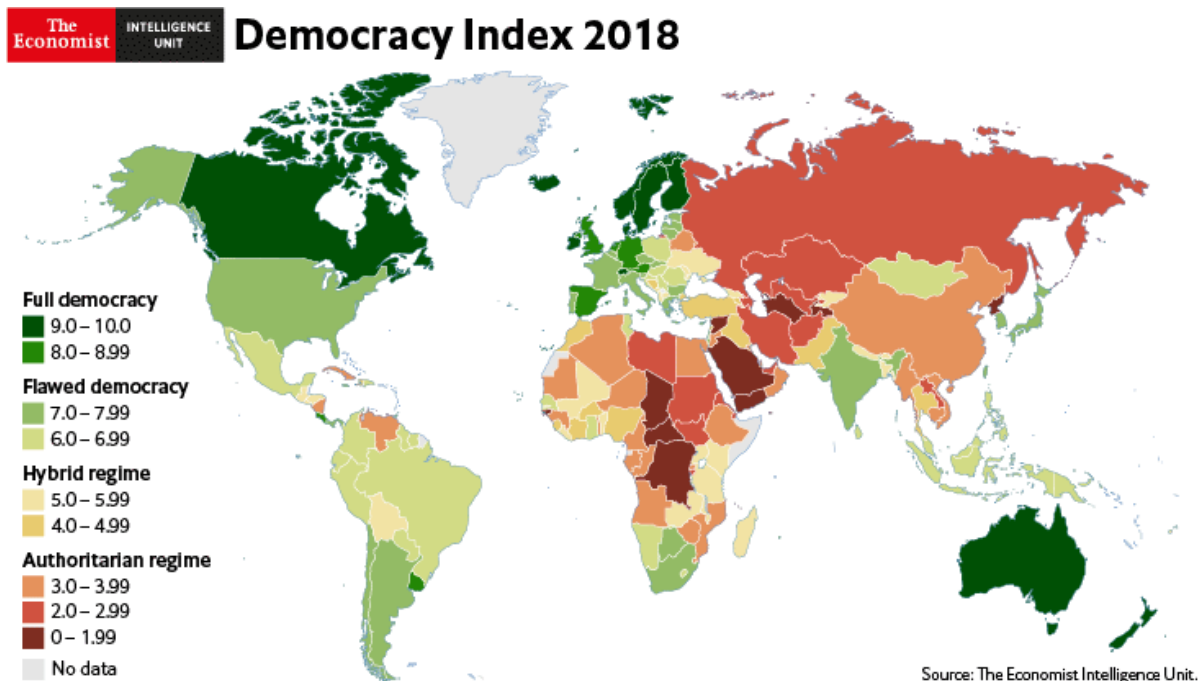 The
Economist
INTELLIGENCE
UNIT
Democracy Index 2018
Full democracy
9.0 – 10.0
8.0 – 8.99
Flawed democracy
7.0 – 7.99
6.0 – 6.99
Hybrid regime
5.0 – 5.99
4.0 – 4.99
Authoritarian regime
3.0 – 3.99
2.0 – 2.99
0 – 1.99
No data
Source: The Economist Intelligence Unit.